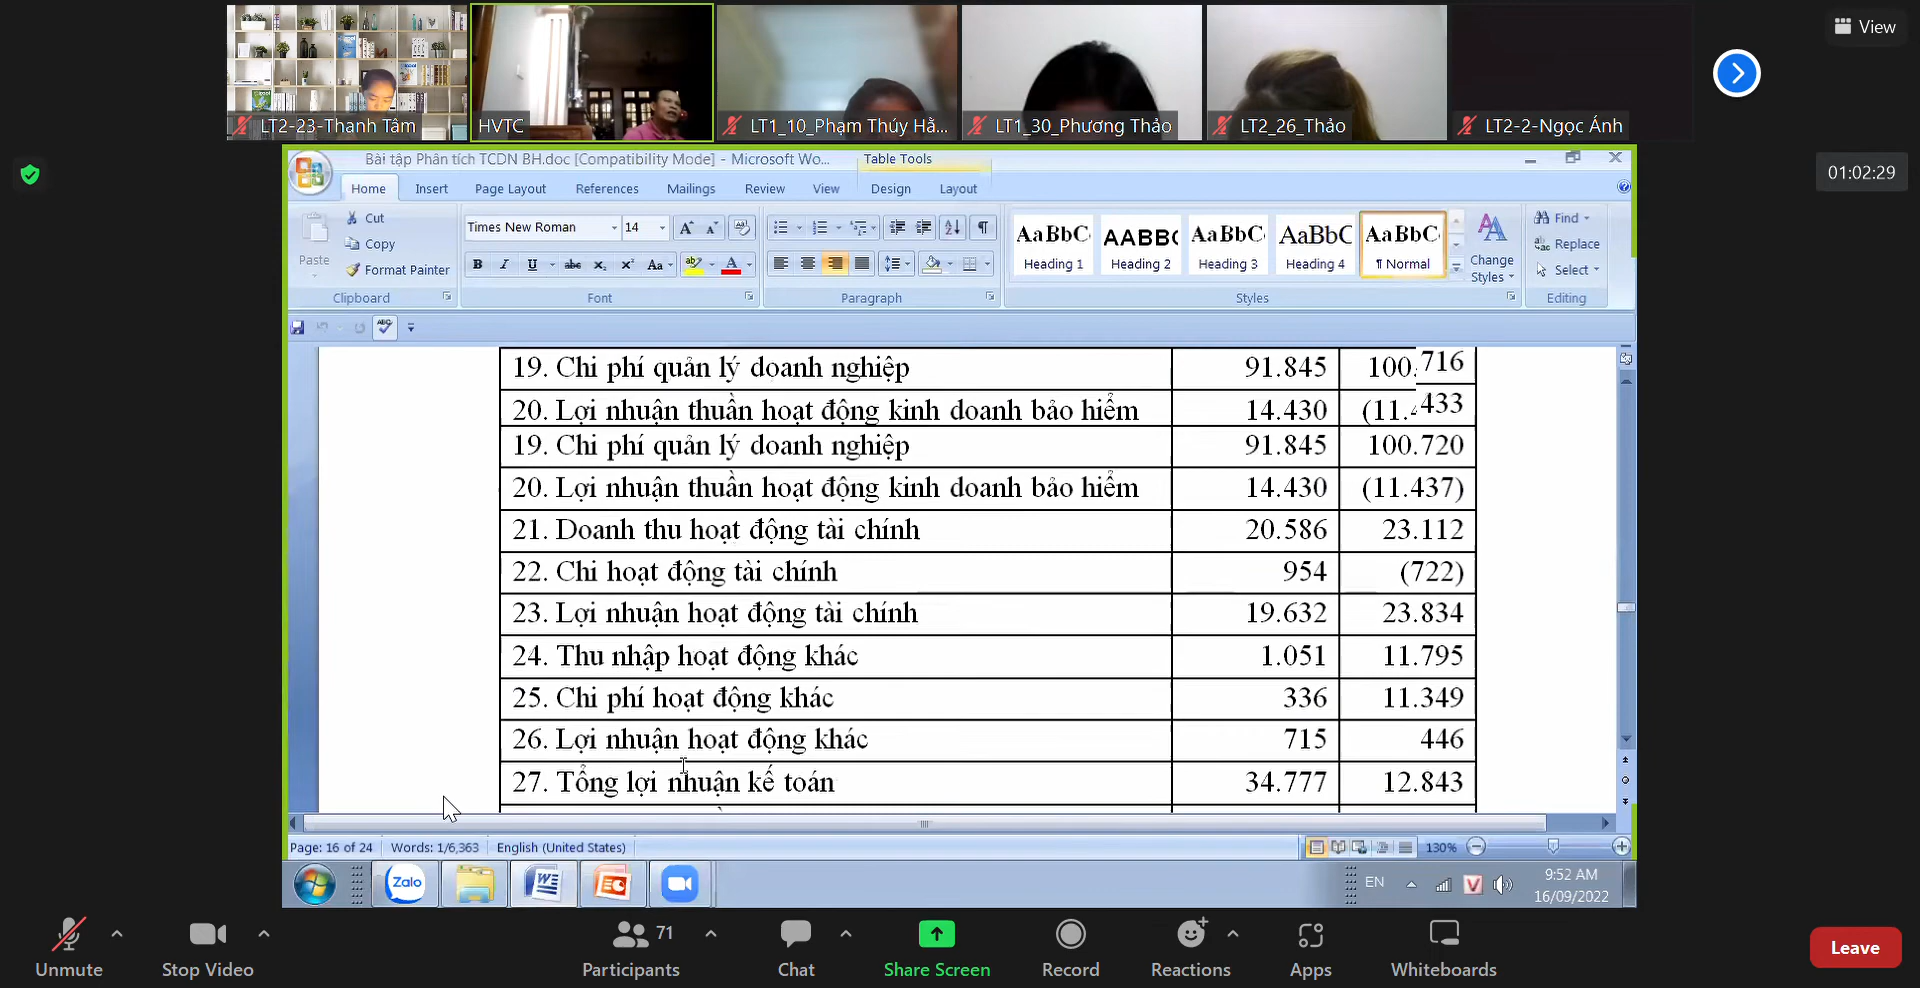 View
LT2-23-Thanh Tâm
HVTC
LT1_10_Phạm Thúy Hằ...
LT1_30_Phương Thảo
LT2_26_Thảo
LT2-2-Ngọc Ánh
01:02:29
Bài tập Phân tích TCDN BH.doc [Compatibility Mode] - Microsoft Wo...
Table Tools
Home Insert Page Layout References Mailings Review View Design Layout
Paste
Cut
Copy
Format Painter
Clipboard
Times New Roman 14
Font
Paragraph
AaBbC Heading 1
AABBC Heading 2
AaBbC Heading 3
AaBbC Heading 4
AaBbC ¶ Normal
Change Styles
Styles
Find
Replace
Select
Editing
19. Chi phí quản lý doanh nghiệp 91.845 100. 716
20. Lợi nhuận thuần hoạt động kinh doanh bảo hiểm 14.430 (11. 433
19. Chi phí quản lý doanh nghiệp 91.845 100.720
20. Lợi nhuận thuần hoạt động kinh doanh bảo hiểm 14.430 (11.437)
21. Doanh thu hoạt động tài chính 20.586 23.112
22. Chi hoạt động tài chính 954 (722)
23. Lợi nhuận hoạt động tài chính 19.632 23.834
24. Thu nhập hoạt động khác 1.051 11.795
25. Chi phí hoạt động khác 336 11.349
26. Lợi nhuận hoạt động khác 715 446
27. Tổng lợi nhuận kế toán 34.777 12.843
Page: 16 of 24 Words: 1/6,363 English (United States) 130%
Zalo
EN
9:52 AM
16/09/2022
Unmute
Stop Video
71
Participants
Chat
Share Screen
Record
Reactions
Apps
Whiteboards
Leave